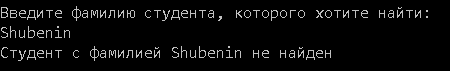 Введите фамилию студента, которого хотите найти:
Shubenin
Студент с фамилией Shubenin не найден